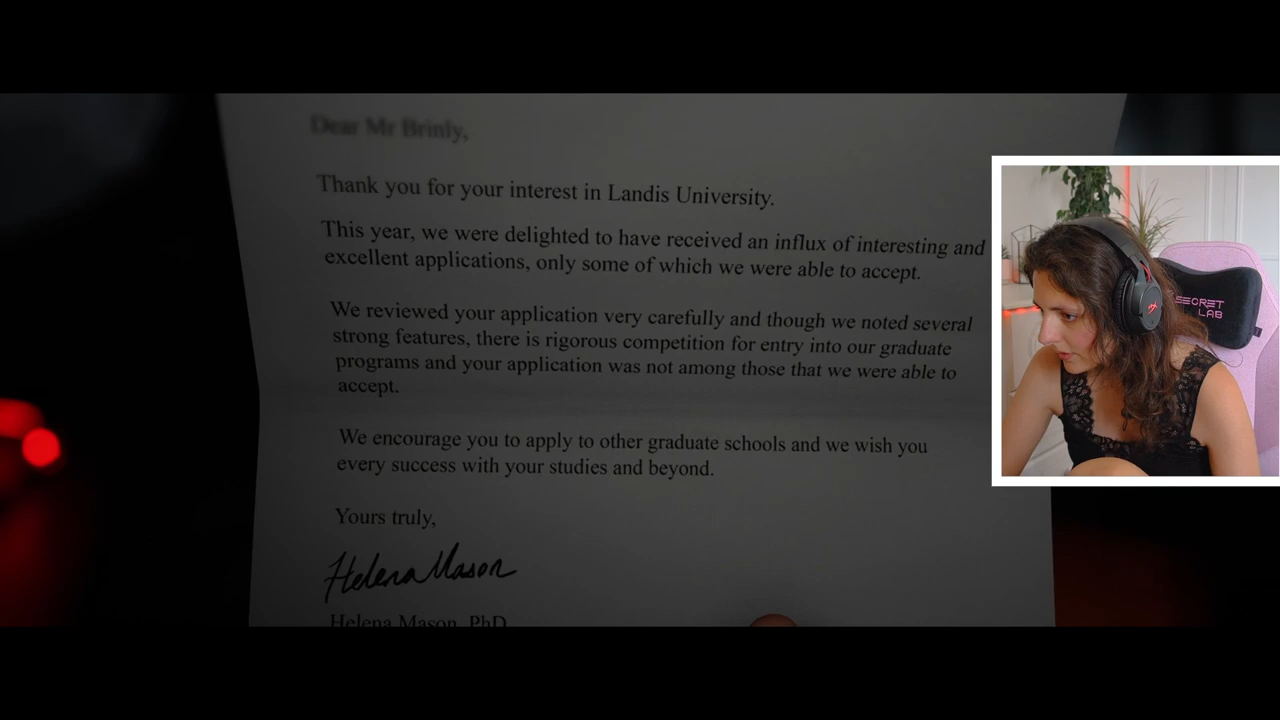 Dear Mr Brinly,
Thank you for your interest in Landis University.
This year, we were delighted to have received an influx of interesting and
excellent applications, only some of which we were able to accept.
We reviewed your application very carefully and though we noted several
strong features, there is rigorous competition for entry into our graduate
programs and your application was not among those that we were able to
accept.
We encourage you to apply to other graduate schools and we wish you
every success with your studies and beyond.
Yours truly,
Helena Mason
Helena Mason, PhD
SECRET
LAB